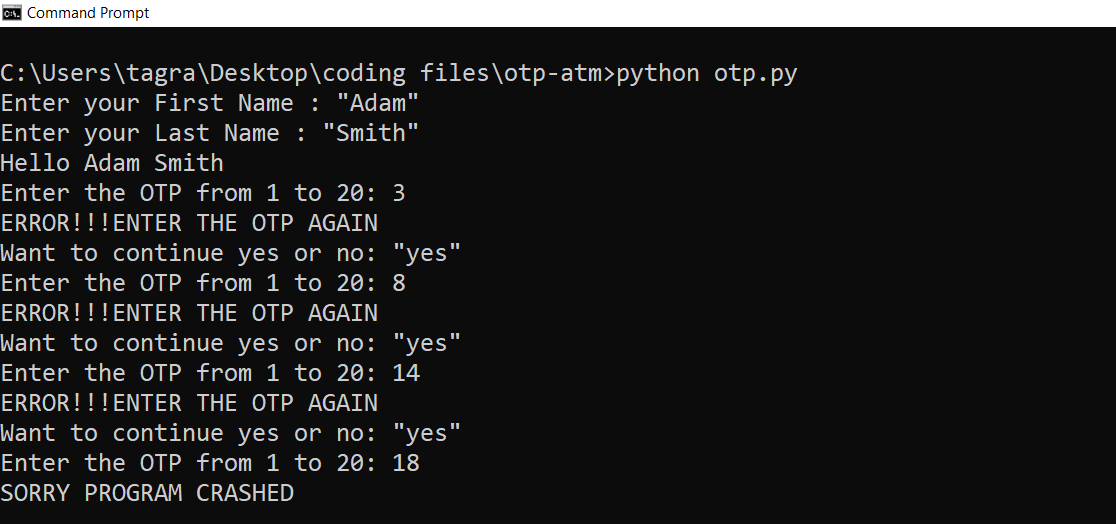 Command Prompt
C:\Users\tagra\Desktop\coding files\otp-atm>python otp.py
Enter your First Name : "Adam"
Enter your Last Name : "Smith"
Hello Adam Smith
Enter the OTP from 1 to 20: 3
ERROR!!!ENTER THE OTP AGAIN
Want to continue yes or no: "yes"
Enter the OTP from 1 to 20: 8
ERROR!!!ENTER THE OTP AGAIN
Want to continue yes or no: "yes"
Enter the OTP from 1 to 20: 14
ERROR!!!ENTER THE OTP AGAIN
Want to continue yes or no: "yes"
Enter the OTP from 1 to 20: 18
SORRY PROGRAM CRASHED